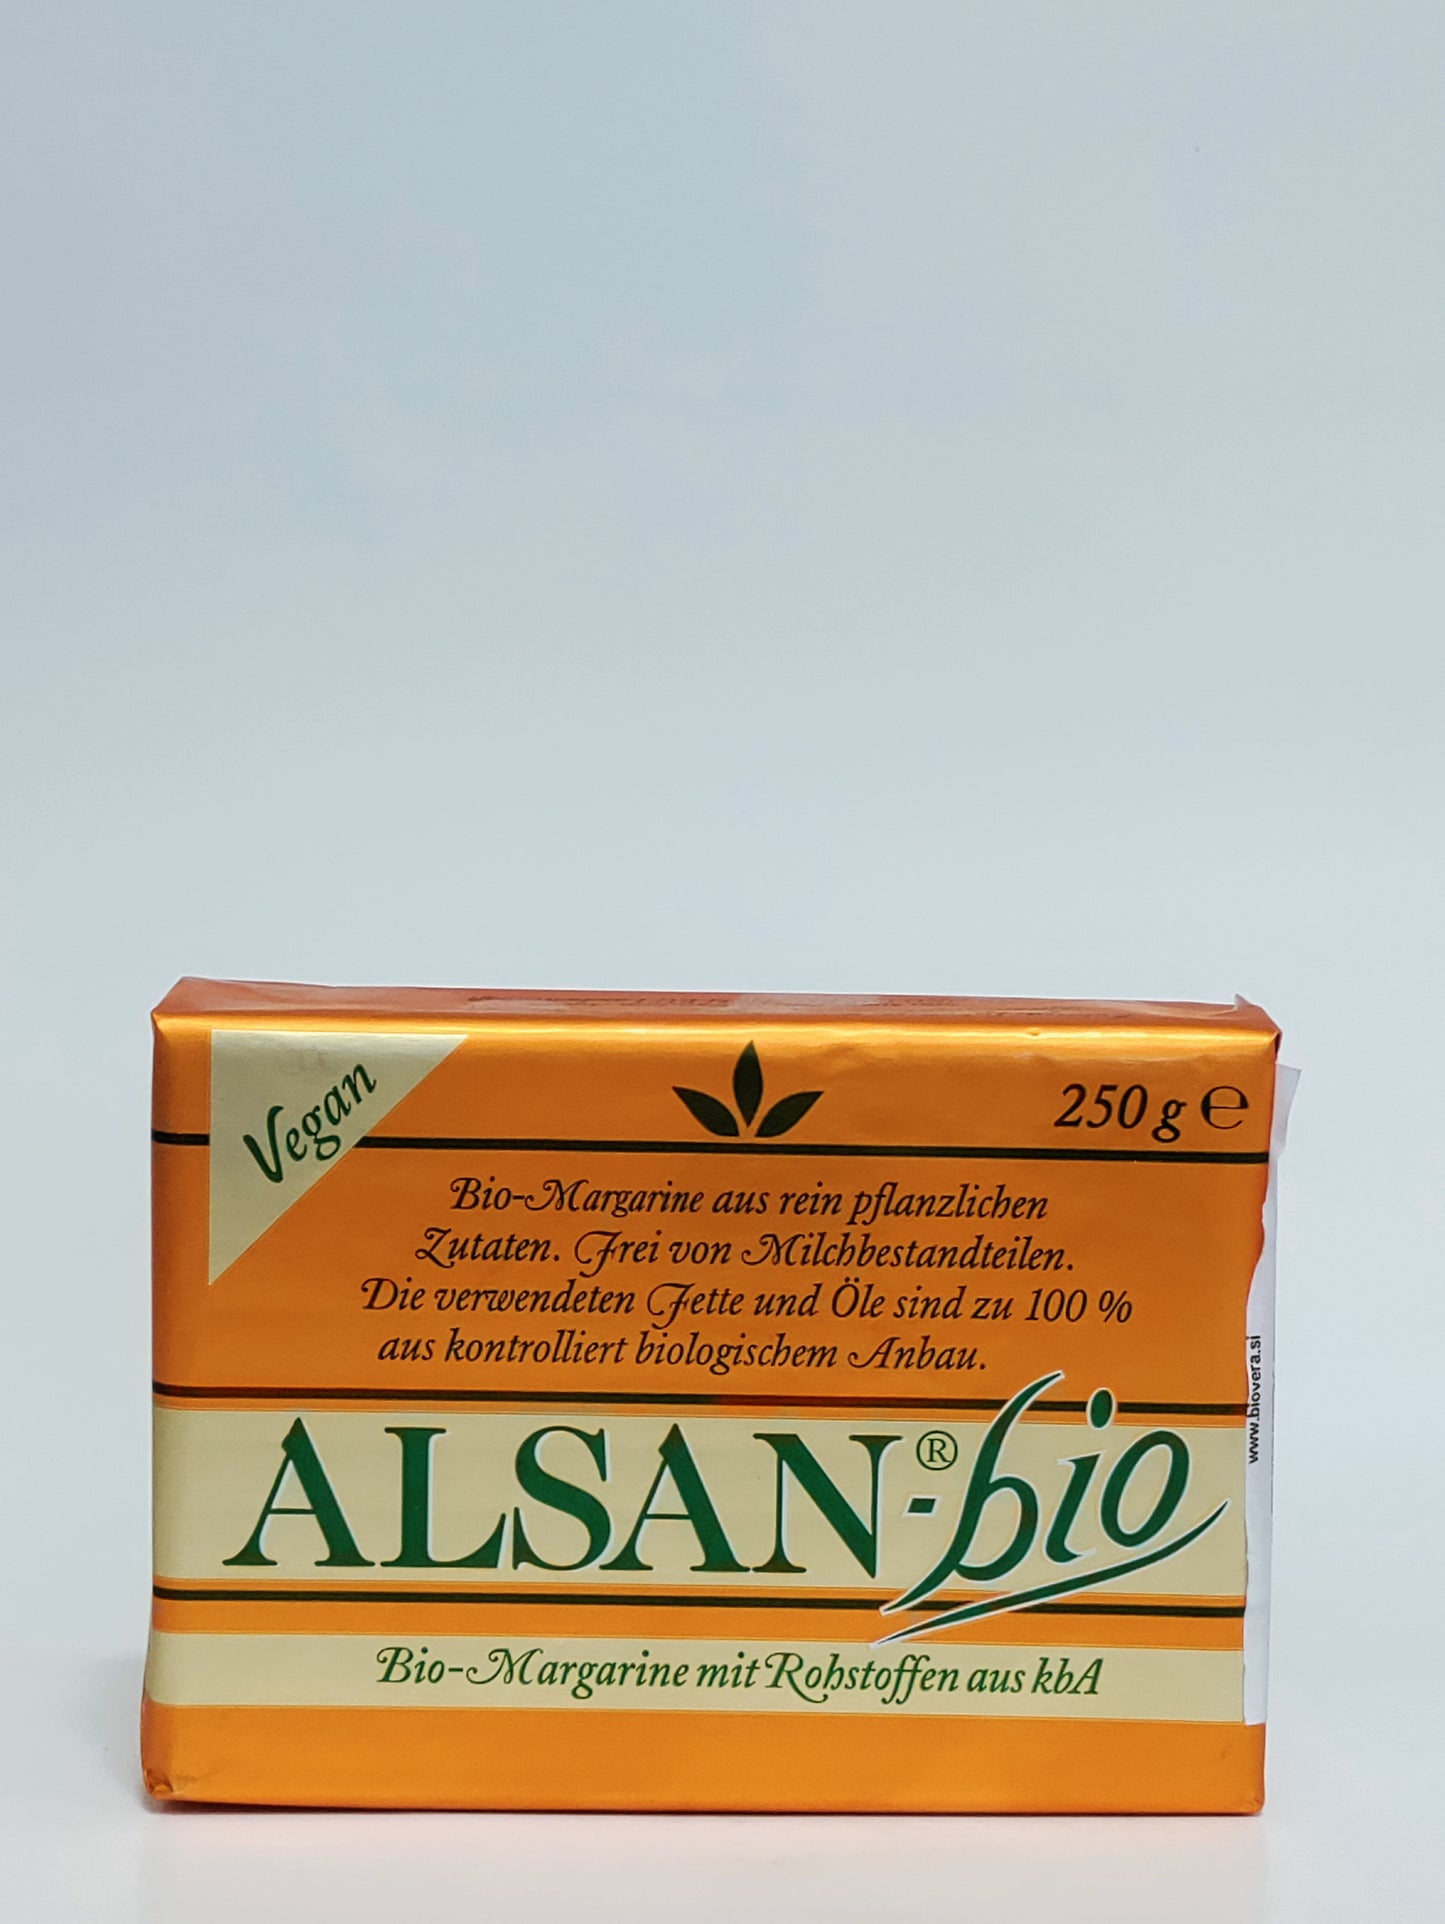 Vegan
250 g ℮
Bio-Margarine aus rein pflanzlichen
Zutaten. Frei von Milchbestandteilen.
Die verwendeten Fette und Öle sind zu 100 %
aus kontrolliert biologischem Anbau.
ALSAN®-bio
Bio-Margarine mit Rohstoffen aus kbA
www.biovera.si